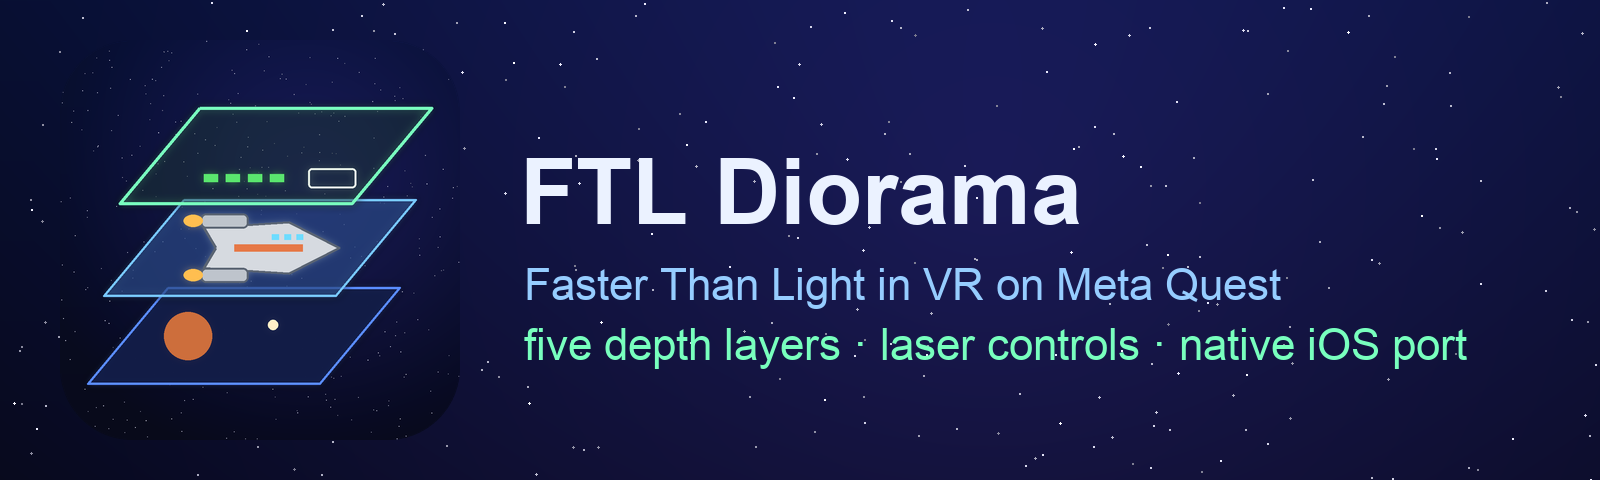 FTL Diorama
Faster Than Light in VR on Meta Quest
five depth layers · laser controls · native iOS port